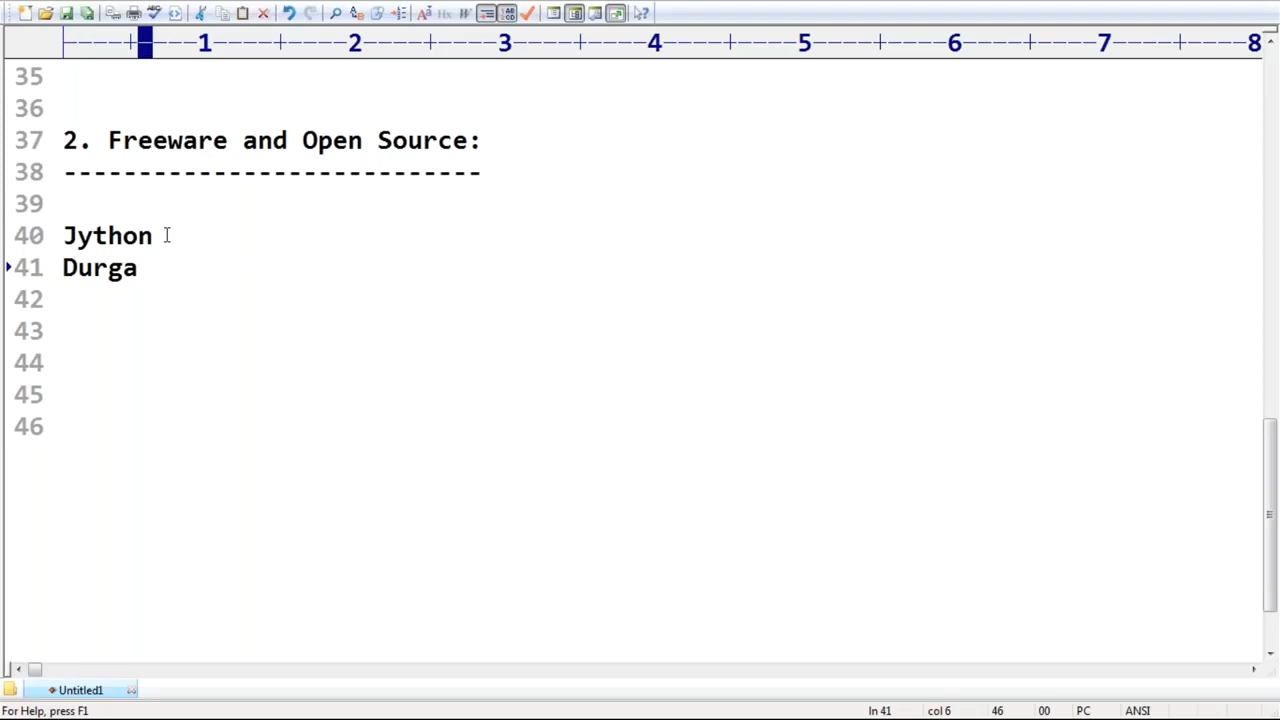 1 2 3 4 5 6 7 8
35
36
37 2. Freeware and Open Source:
38 ----------------------------
39
40 Jython
41 Durga
42
43
44
45
46
Untitled1
For Help, press F1 ln 41 col 6 46 00 PC ANSI